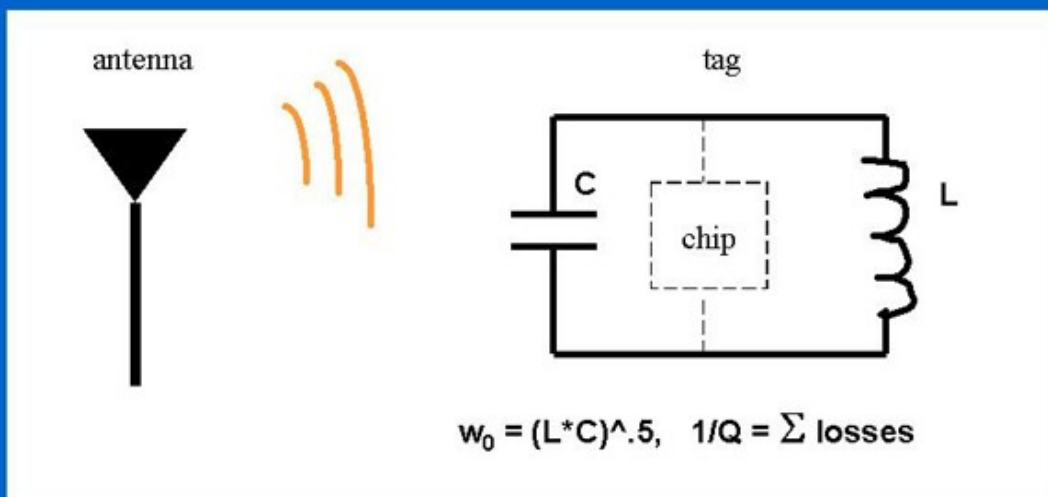 antenna
tag
C
L
chip
w₀ = (L*C)^.5, 1/Q = Σ losses